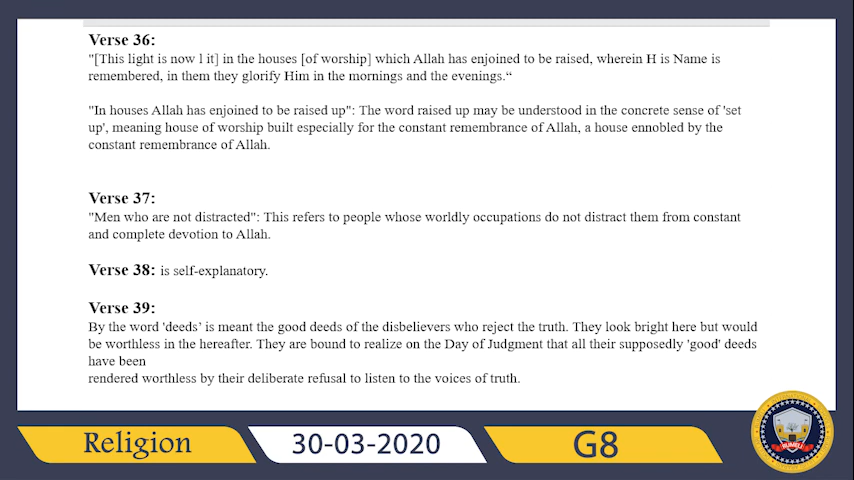 Verse 36:
"[This light is now l it] in the houses [of worship] which Allah has enjoined to be raised, wherein H is Name is
remembered, in them they glorify Him in the mornings and the evenings.“
"In houses Allah has enjoined to be raised up": The word raised up may be understood in the concrete sense of 'set
up', meaning house of worship built especially for the constant remembrance of Allah, a house ennobled by the
constant remembrance of Allah.
Verse 37:
"Men who are not distracted": This refers to people whose worldly occupations do not distract them from constant
and complete devotion to Allah.
Verse 38: is self-explanatory.
Verse 39:
By the word 'deeds’ is meant the good deeds of the disbelievers who reject the truth. They look bright here but would
be worthless in the hereafter. They are bound to realize on the Day of Judgment that all their supposedly 'good' deeds
have been
rendered worthless by their deliberate refusal to listen to the voices of truth.
Religion
30-03-2020
G8